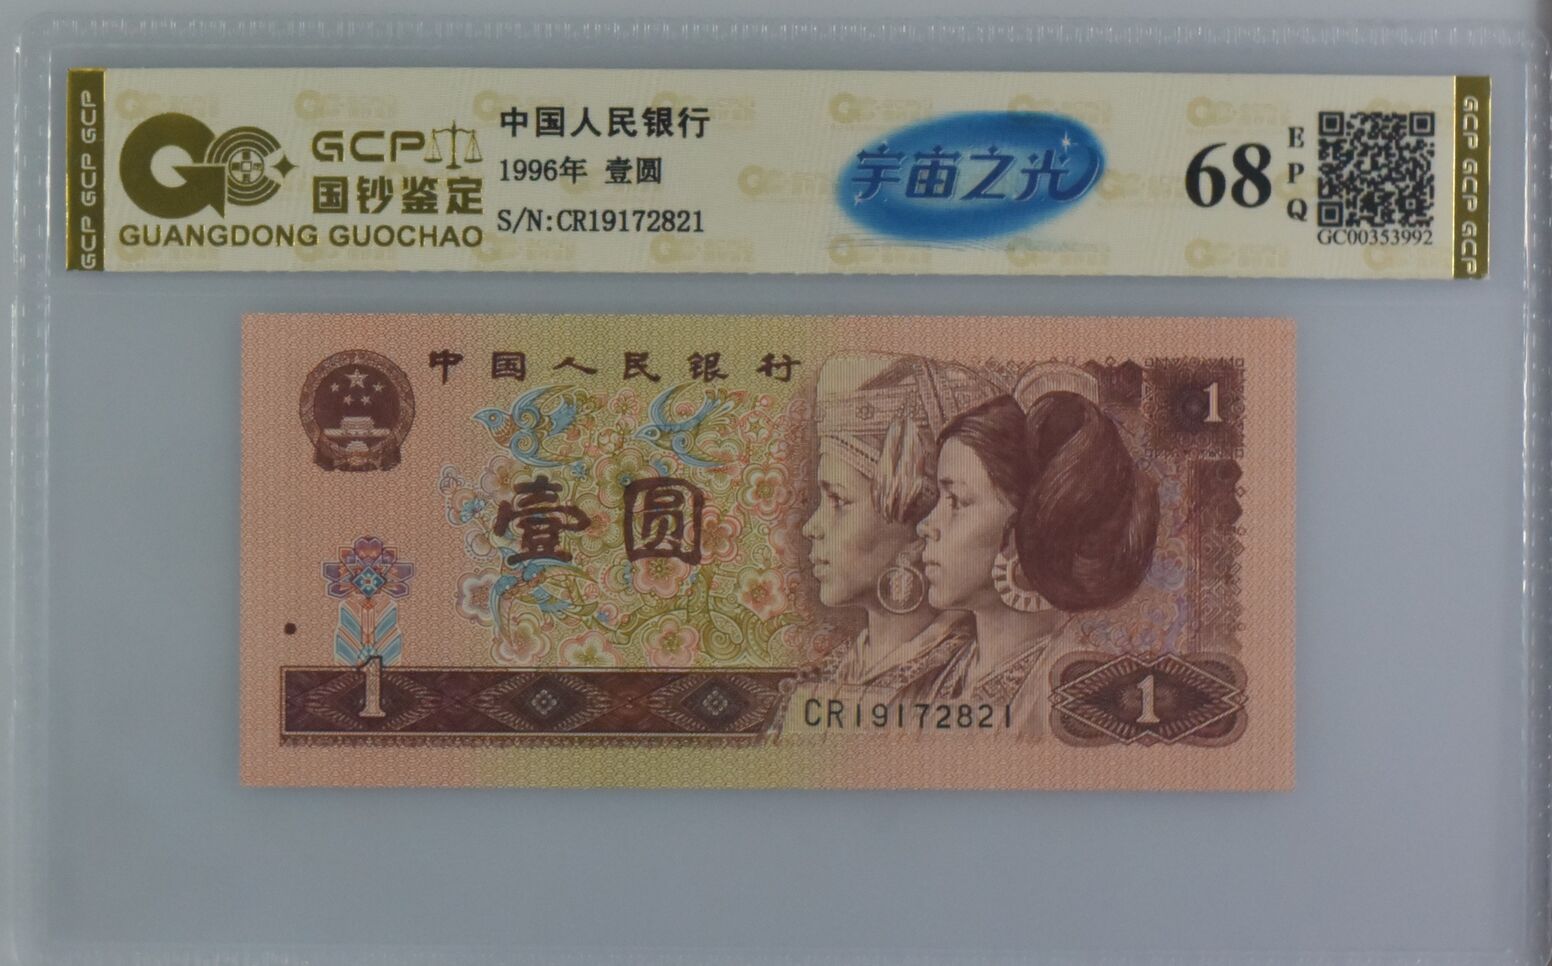 GCP GCP GCP
GCP
国钞鉴定
GUANGDONG GUOCHAO
中国人民银行
1996年 壹圆
S/N:CR19172821
宇宙之光
68
EPQ
GC00353992
GCP GCP GCP
中国人民银行
1
壹圆
1
CR19172821
1